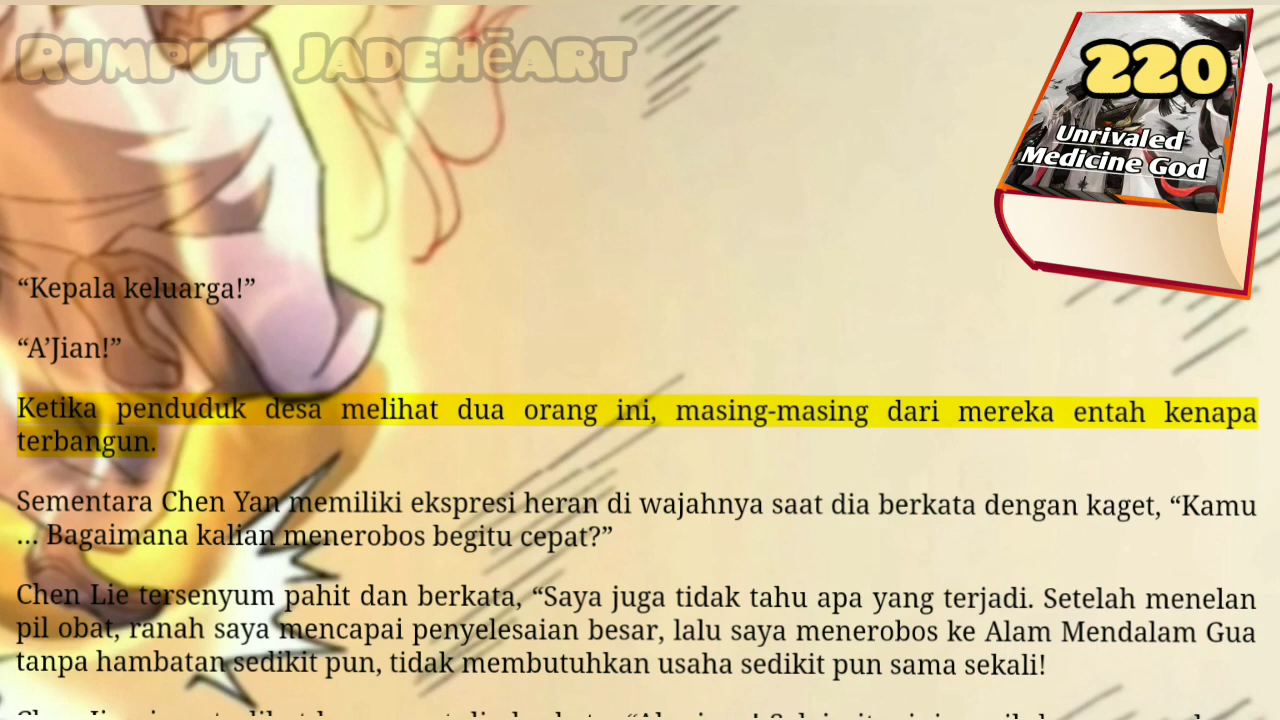 Rumput Jadehēart
220
Unrivaled
Medicine God
“Kepala keluarga!”
“A’Jian!”
Ketika penduduk desa melihat dua orang ini, masing-masing dari mereka entah kenapa
terbangun.
Sementara Chen Yan memiliki ekspresi heran di wajahnya saat dia berkata dengan kaget, “Kamu
... Bagaimana kalian menerobos begitu cepat?”
Chen Lie tersenyum pahit dan berkata, “Saya juga tidak tahu apa yang terjadi. Setelah menelan
pil obat, ranah saya mencapai penyelesaian besar, lalu saya menerobos ke Alam Mendalam Gua
tanpa hambatan sedikit pun, tidak membutuhkan usaha sedikit pun sama sekali!